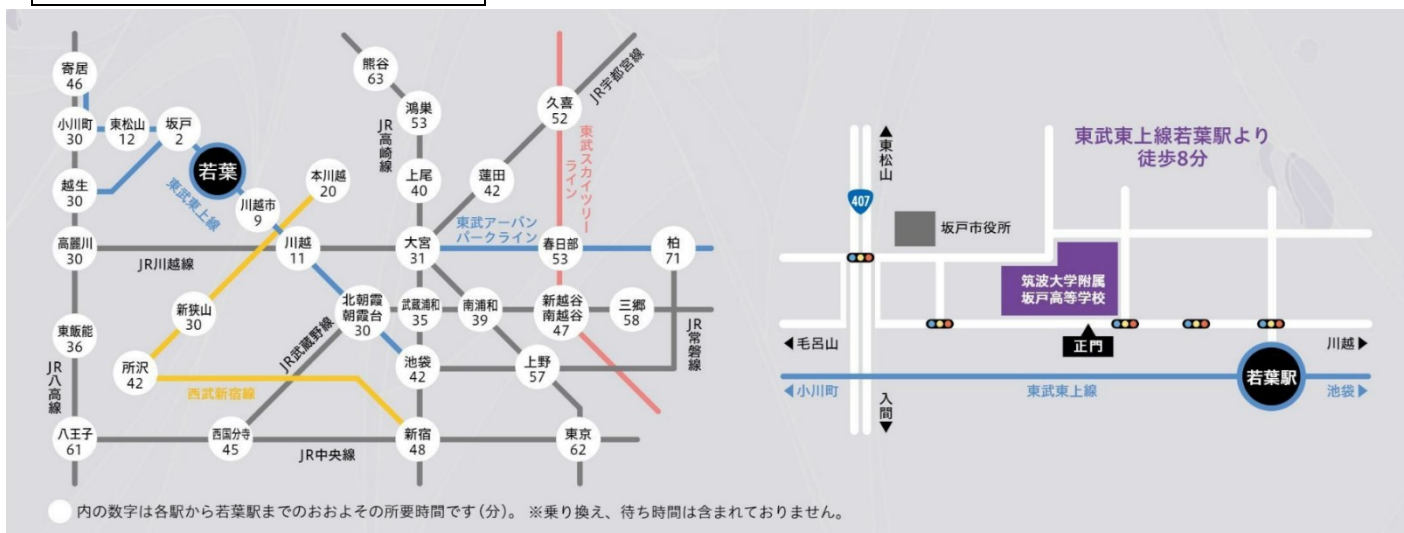 寄居
46
熊谷
63
JR宇都宮線
鴻巣
53
久喜
52
小川町
30
東松山
12
坂戸
2
JR高崎線
東武スカイツリー
ライン
若葉
本川越
20
上尾
40
蓮田
42
越生
30
東武東上線
川越市
9
東武アーバン
パークライン
高麗川
30
JR川越線
川越
11
大宮
31
春日部
53
柏
71
新狭山
30
北朝霞
朝霞台
30
武蔵浦和
35
南浦和
39
新越谷
南越谷
47
三郷
58
東飯能
36
JR武蔵野線
JR常磐線
所沢
42
池袋
42
上野
57
JR八高線
西武新宿線
八王子
61
西国分寺
45
JR中央線
新宿
48
東京
62
内の数字は各駅から若葉駅までのおおよその所要時間です(分)。 ※乗り換え、待ち時間は含まれておりません。
東武東上線若葉駅より
徒歩8分
▲東松山
407
坂戸市役所
筑波大学附属
坂戸高等学校
◀毛呂山
正門
川越▶
若葉駅
◀小川町
東武東上線
池袋▶
入間▼